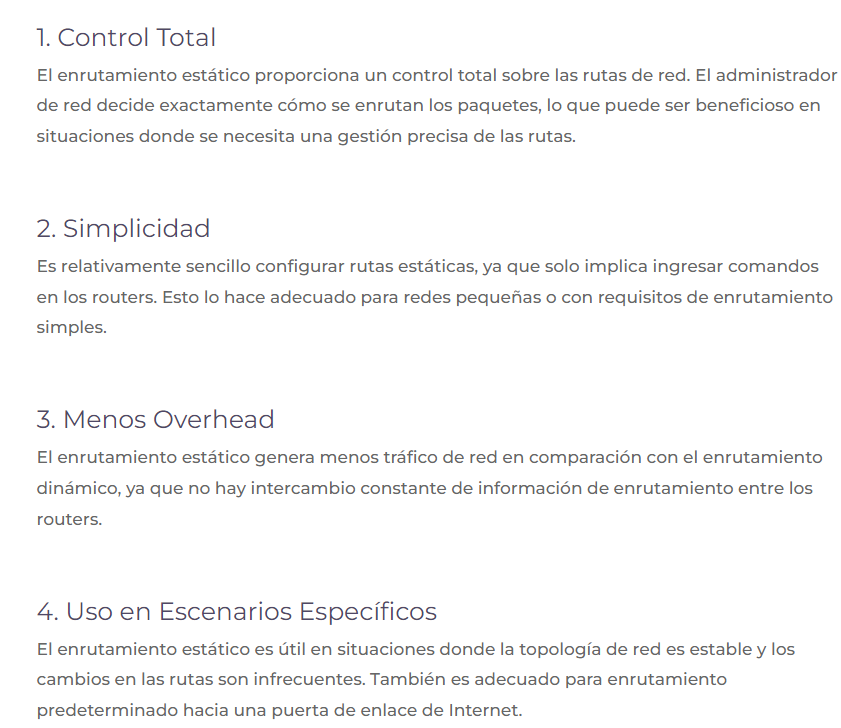 1. Control Total
El enrutamiento estático proporciona un control total sobre las rutas de red. El administrador
de red decide exactamente cómo se enrutan los paquetes, lo que puede ser beneficioso en
situaciones donde se necesita una gestión precisa de las rutas.
2. Simplicidad
Es relativamente sencillo configurar rutas estáticas, ya que solo implica ingresar comandos
en los routers. Esto lo hace adecuado para redes pequeñas o con requisitos de enrutamiento
simples.
3. Menos Overhead
El enrutamiento estático genera menos tráfico de red en comparación con el enrutamiento
dinámico, ya que no hay intercambio constante de información de enrutamiento entre los
routers.
4. Uso en Escenarios Específicos
El enrutamiento estático es útil en situaciones donde la topología de red es estable y los
cambios en las rutas son infrecuentes. También es adecuado para enrutamiento
predeterminado hacia una puerta de enlace de Internet.